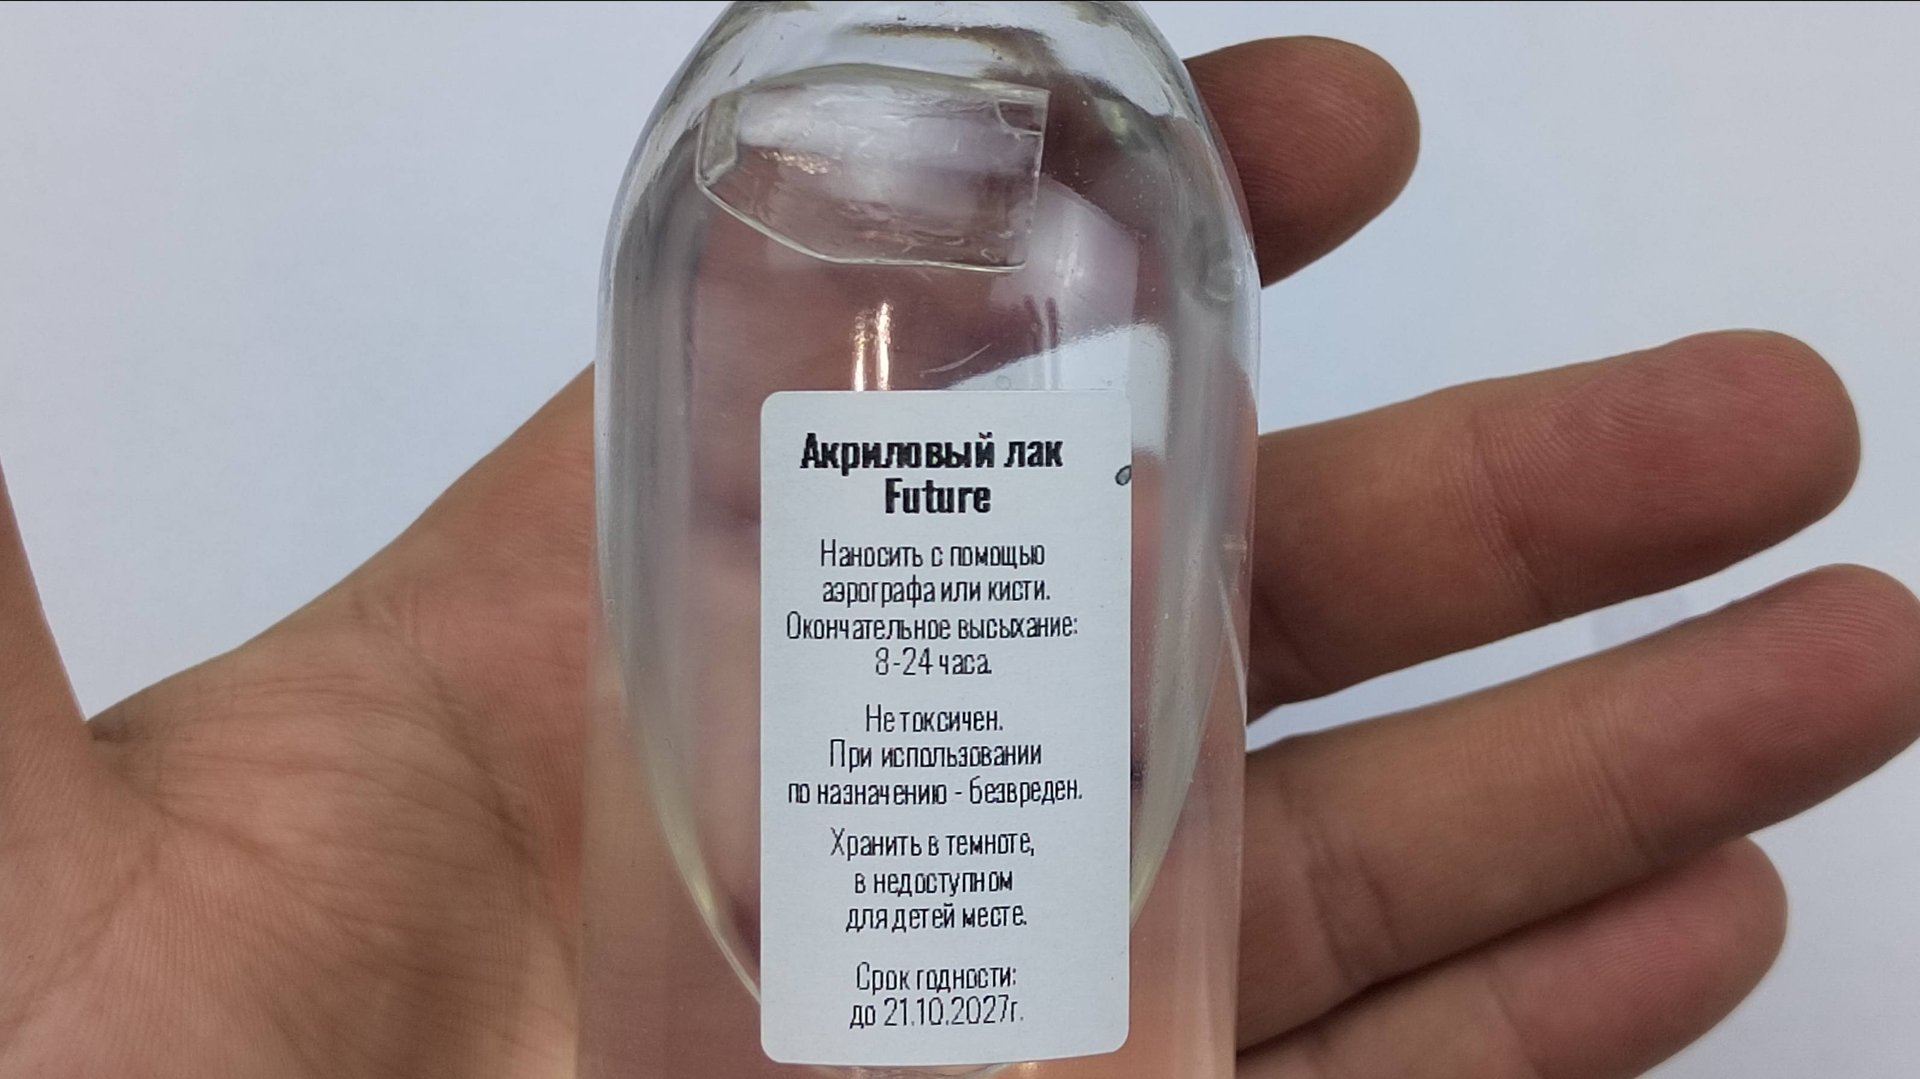 Акриловый лак
Future
Наносить с помощью
аэрографа или кисти.
Окончательное высыхание:
8-24 часа.
Не токсичен.
При использовании
по назначению - безвреден.
Хранить в темноте,
в недоступном
для детей месте.
Срок годности:
до 21.10.2027г.